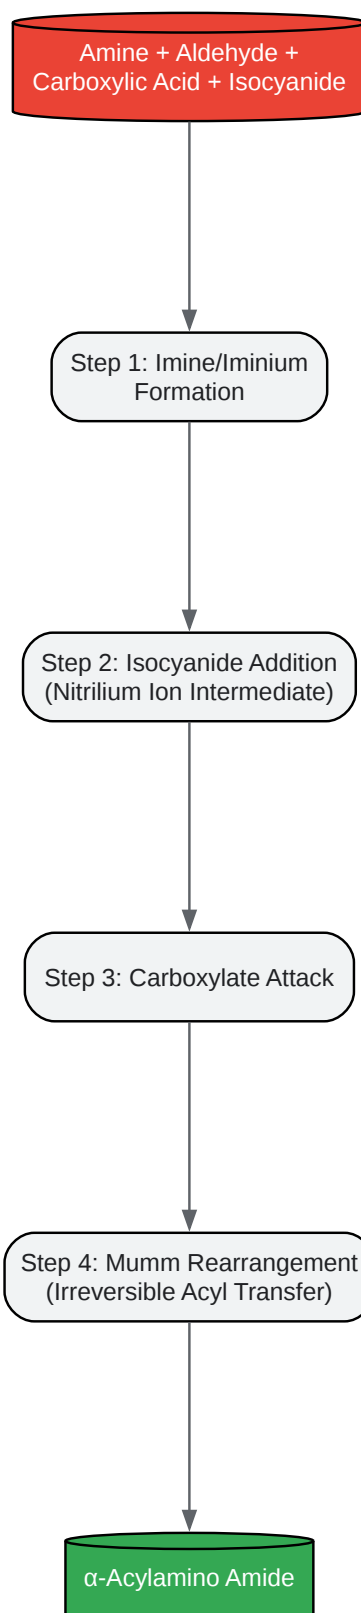 Amine + Aldehyde +
Carboxylic Acid + Isocyanide
Step 1: Imine/Iminium
Formation
Step 2: Isocyanide Addition
(Nitrilium Ion Intermediate)
Step 3: Carboxylate Attack
Step 4: Mumm Rearrangement
(Irreversible Acyl Transfer)
α-Acylamino Amide